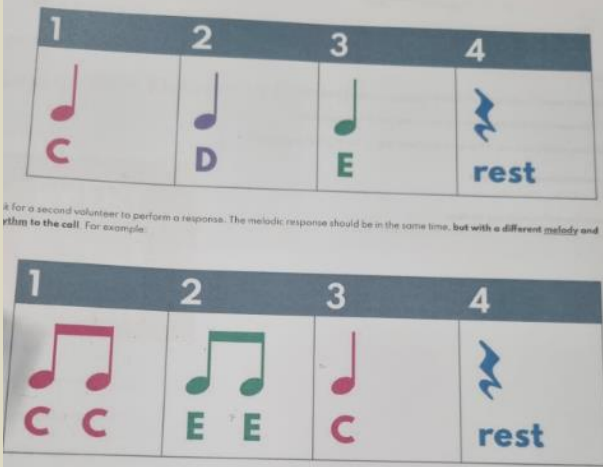 1 2 3 4
C D E rest
k for a second volunteer to perform a response. The melodic response should be in the same time, but with a different melody and
ythm to the call. For example:
1 2 3 4
C C E E C rest